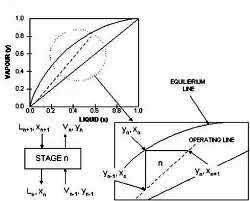 VAPOUR (y)
1.0
0.8
0.6
0.4
0.2
0.0
0.0 0.2 0.4 0.6 0.8 1.0
LIQUID (x)
EQUILIBRIUM
LINE
OPERATING LINE
yₙ, xₙ
n
yₙ₋₁, xₙ
yₙ, xₙ₊₁
Lₙ₊₁, Xₙ₊₁
Vₙ, yₙ
STAGE n
Lₙ, Xₙ
Vₙ₋₁, yₙ₋₁